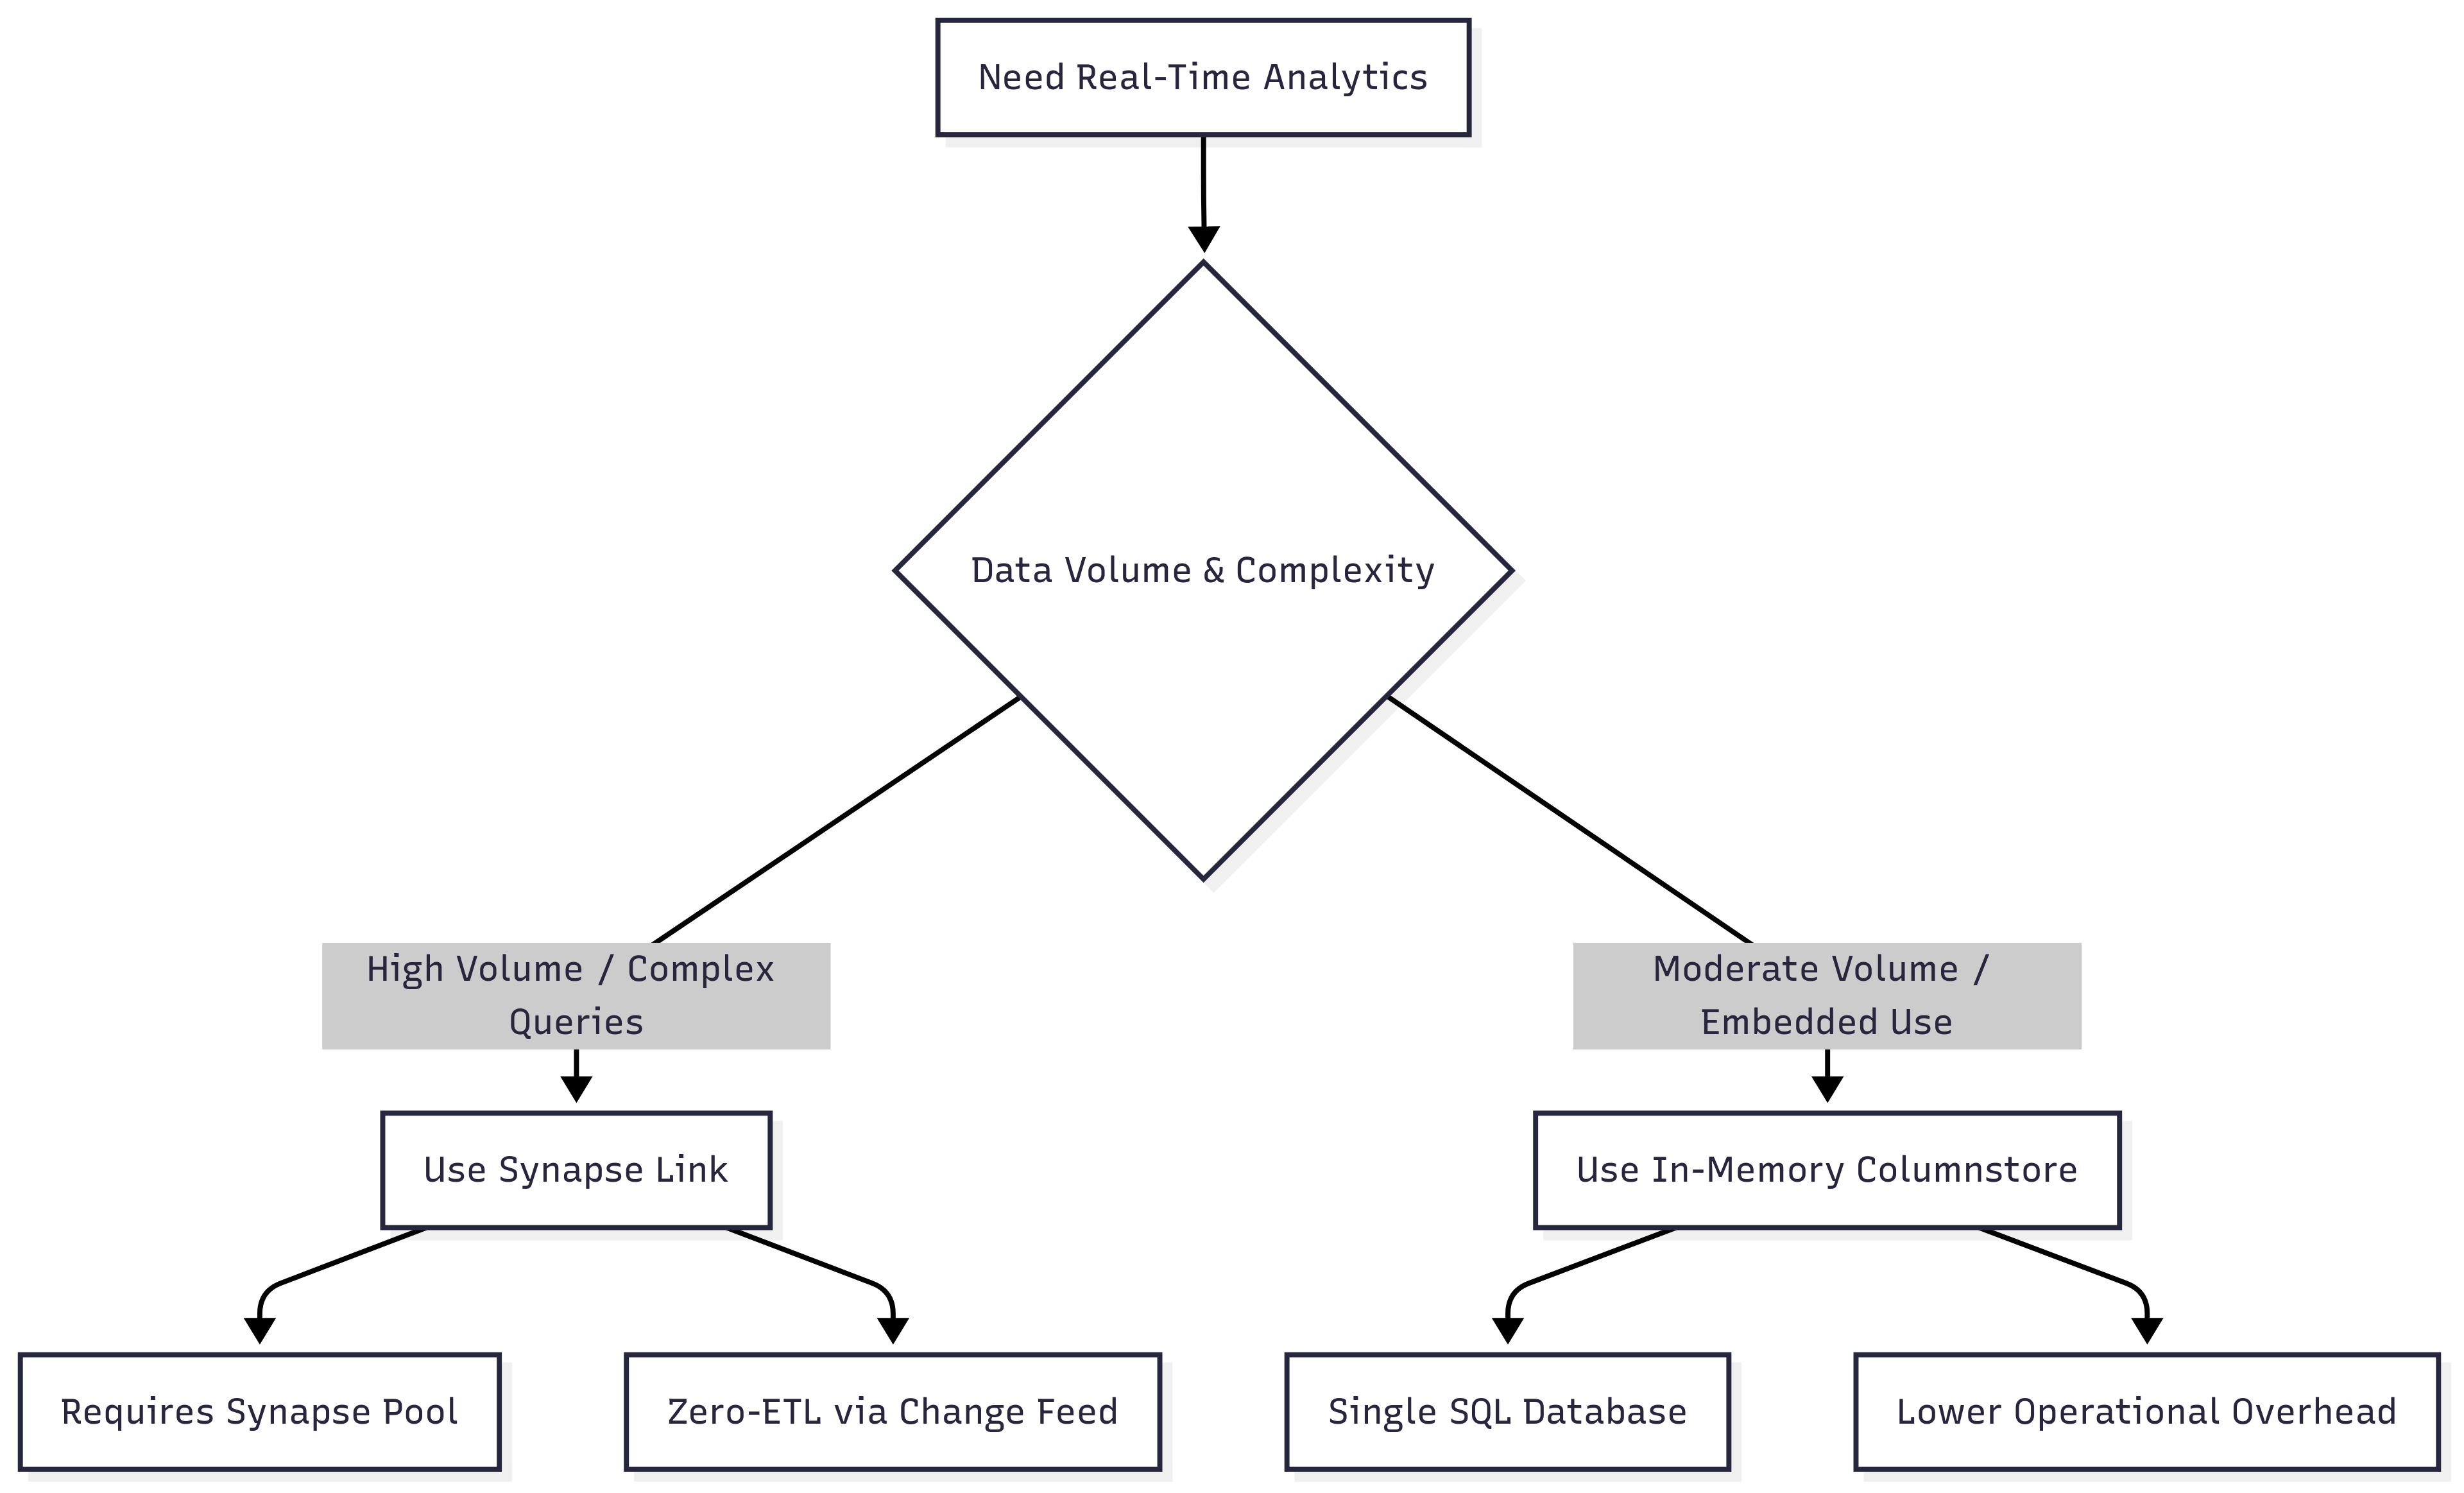 Need Real-Time Analytics
Data Volume & Complexity
High Volume / Complex
Queries
Moderate Volume /
Embedded Use
Use Synapse Link
Use In-Memory Columnstore
Requires Synapse Pool
Zero-ETL via Change Feed
Single SQL Database
Lower Operational Overhead